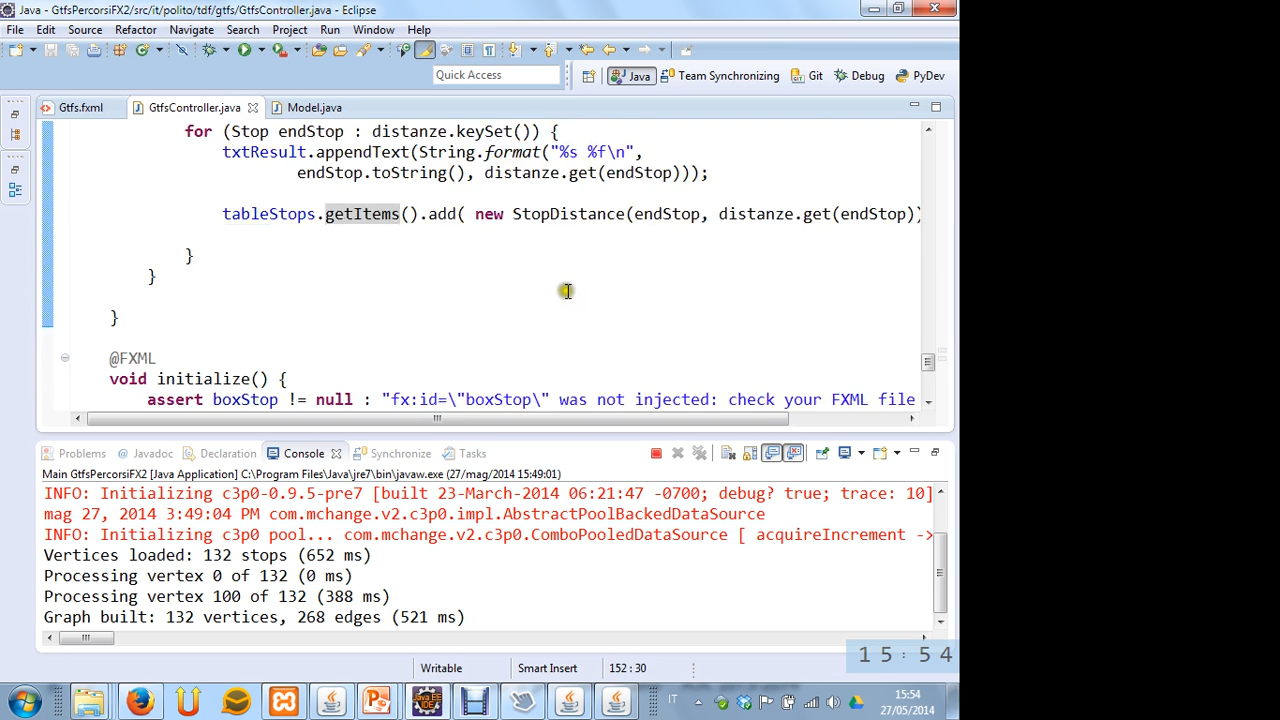 Java - GtfsPercorsiFX2/src/it/polito/tdf/gtfs/GtfsController.java - Eclipse
File Edit Source Refactor Navigate Search Project Run Window Help
Quick Access
Java Team Synchronizing Git Debug PyDev
Gtfs.fxml GtfsController.java Model.java
for (Stop endStop : distanze.keySet()) {
txtResult.appendText(String.format("%s %f\n",
endStop.toString(), distanze.get(endStop)));
tableStops.getItems().add( new StopDistance(endStop, distanze.get(endStop))
}
}
}
@FXML
void initialize() {
assert boxStop != null : "fx:id=\"boxStop\" was not injected: check your FXML file
Problems @ Javadoc Declaration Console Synchronize Tasks
Main GtfsPercorsiFX2 [Java Application] C:\Program Files\Java\jre7\bin\javaw.exe (27/mag/2014 15:49:01)
INFO: Initializing c3p0-0.9.5-pre7 [built 23-March-2014 06:21:47 -0700; debug? true; trace: 10]
mag 27, 2014 3:49:04 PM com.mchange.v2.c3p0.impl.AbstractPoolBackedDataSource
INFO: Initializing c3p0 pool... com.mchange.v2.c3p0.ComboPooledDataSource [ acquireIncrement ->
Vertices loaded: 132 stops (652 ms)
Processing vertex 0 of 132 (0 ms)
Processing vertex 100 of 132 (388 ms)
Graph built: 132 vertices, 268 edges (521 ms)
15:54
Writable Smart Insert 152 : 30
IT 15:54
27/05/2014